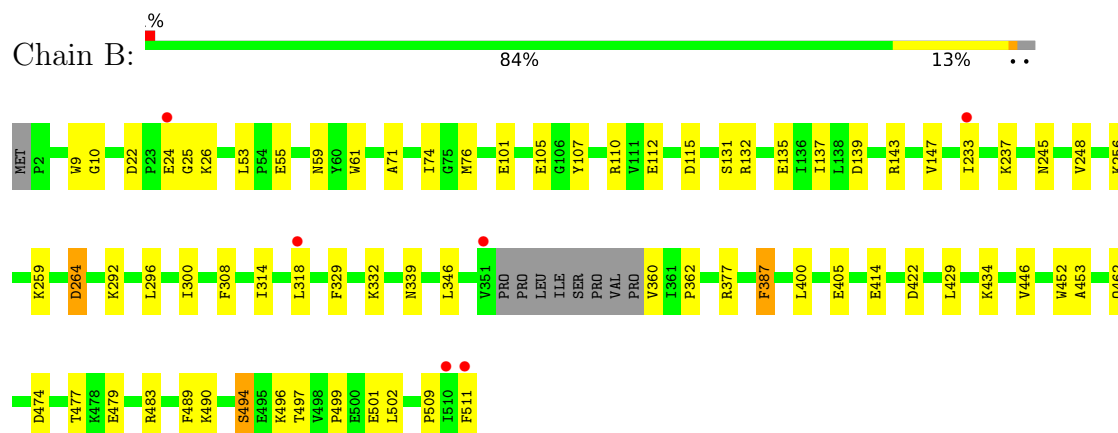 %
Chain B:
84% 13% • •
MET P2 W9 G10 D22 P23 E24 G25 K26 L53 P54 E55 N59 Y60 W61 A71 I74 G75 M76 E101 E105 G106 Y107 R110 V111 E112 D115 S131 R132 E135 I136 I137 L138 D139 R143 V147 I233 K237 N245 V248 K256
K259 D264 K292 L296 I300 F308 I314 L318 F329 K332 N339 L346 V351 PRO PRO LEU ILE SER PRO VAL PRO V360 I361 P362 R377 F387 L400 E405 E414 D422 L429 K434 V446 W452 A453
D474 T477 K478 E479 R483 F489 K490 S494 E495 K496 T497 V498 P499 E500 E501 L502 P509 I510 F511